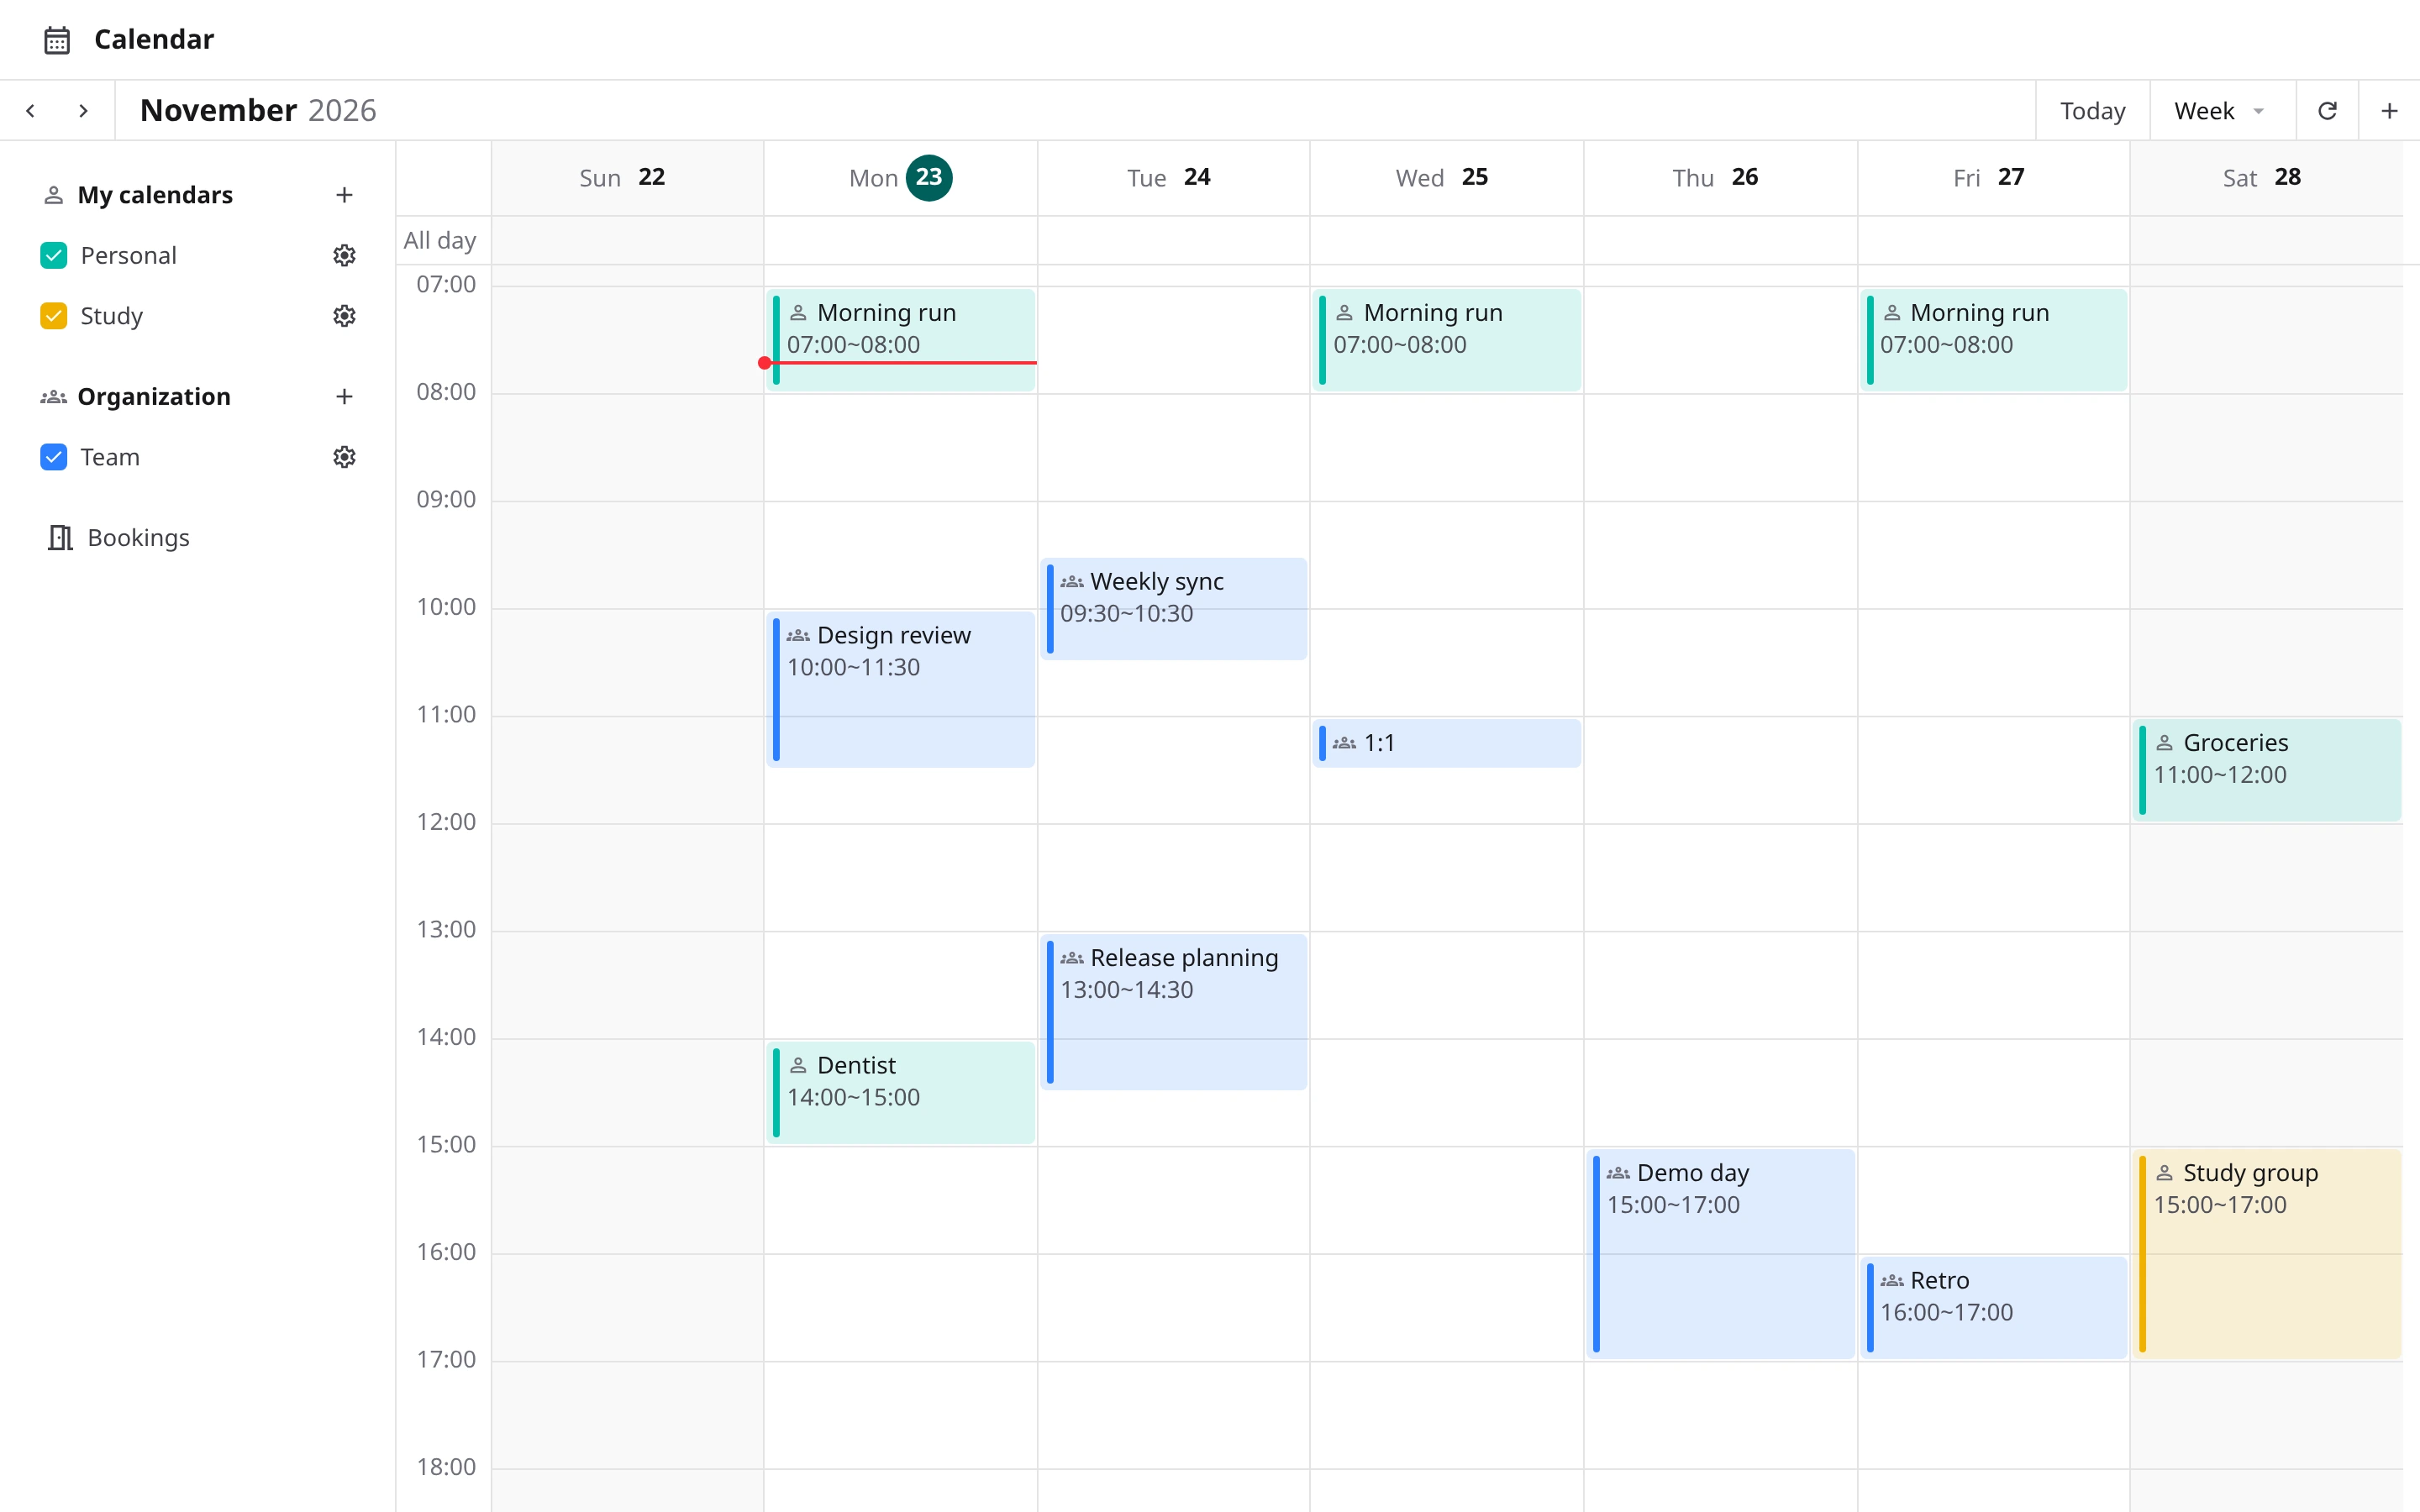 Calendar
November 2026
Today
Week
My calendars
Personal
Study
Organization
Team
Bookings
Sun 22
Mon 23
Tue 24
Wed 25
Thu 26
Fri 27
Sat 28
All day
07:00
08:00
09:00
10:00
11:00
12:00
13:00
14:00
15:00
16:00
17:00
18:00
Morning run
07:00~08:00
Design review
10:00~11:30
Dentist
14:00~15:00
Weekly sync
09:30~10:30
Release planning
13:00~14:30
Morning run
07:00~08:00
1:1
Demo day
15:00~17:00
Morning run
07:00~08:00
Retro
16:00~17:00
Groceries
11:00~12:00
Study group
15:00~17:00